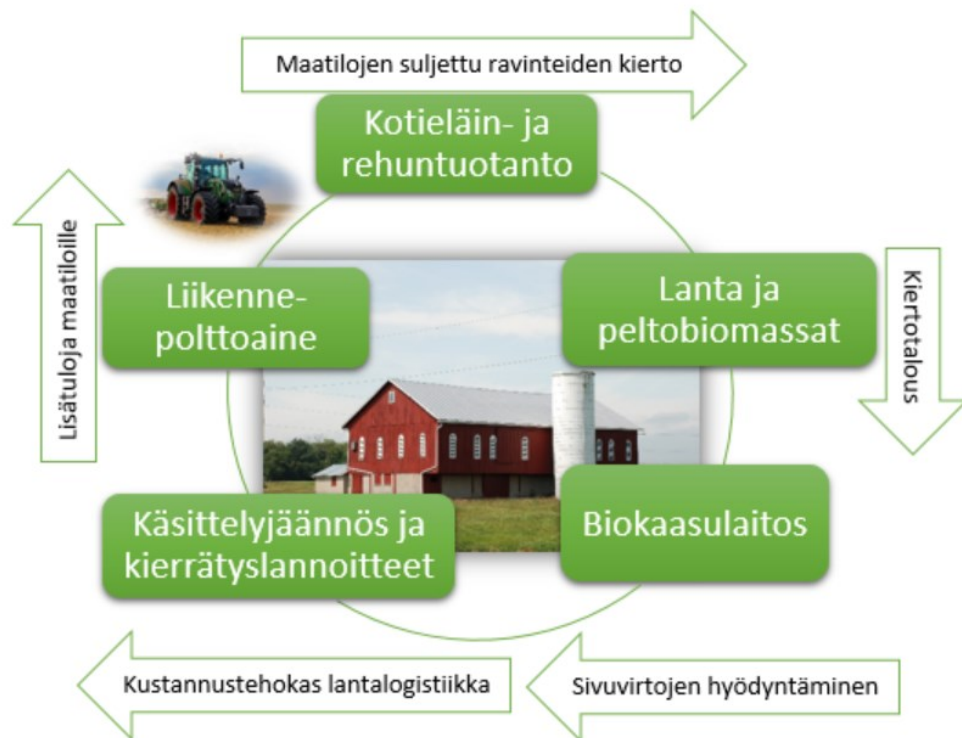 Maatilojen suljettu ravinteiden kierto
Kotieläin- ja
rehuntuotanto
Lanta ja
peltobiomassat
Kiertotalous
Biokaasulaitos
Sivuvirtojen hyödyntäminen
Kustannustehokas lantalogistiikka
Käsittelyjäännös ja
kierrätyslannoitteet
Liikenne-
polttoaine
Lisätuloja maatiloille